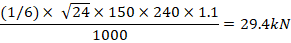 (1/6) × √24 × 150 × 240 × 1.1
1000
= 29.4kN